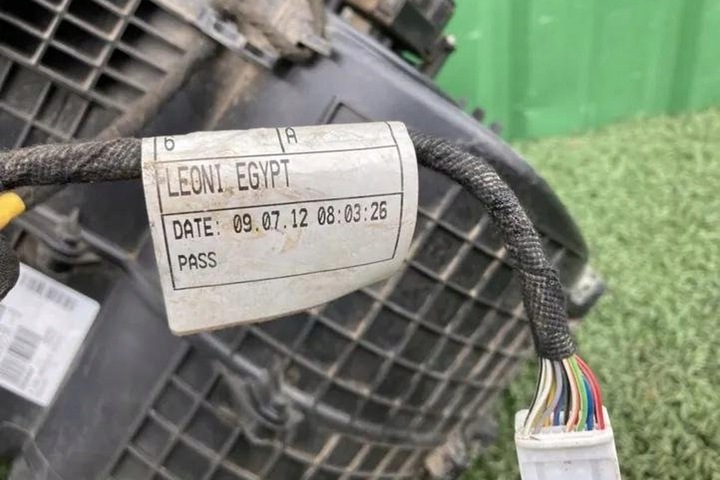 6 A
LEONI EGYPT
DATE: 09.07.12 08:03:26
PASS